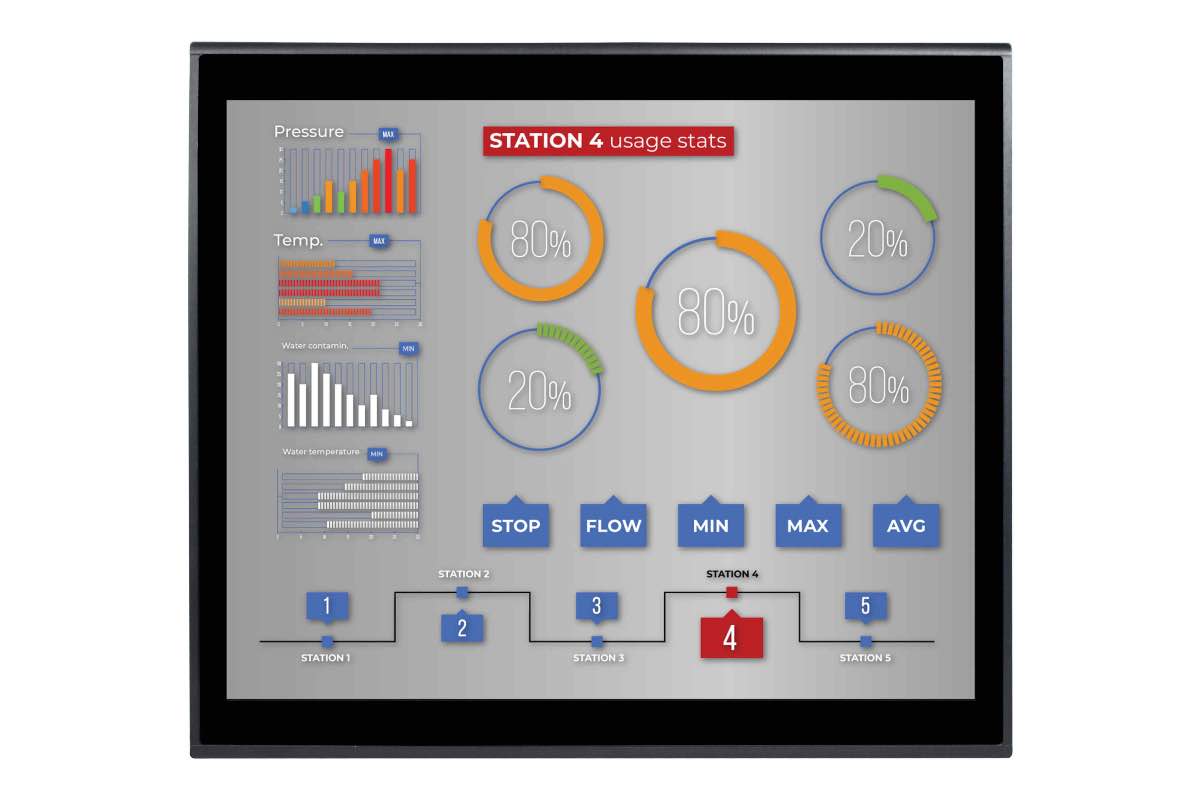 Pressure
MAX
Temp.
MAX
Water contamin.
MIN
Water temperature
MIN
STATION 4 usage stats
80%
20%
80%
20%
80%
STOP
FLOW
MIN
MAX
AVG
STATION 2
STATION 4
1
3
5
2
4
STATION 1
STATION 3
STATION 5